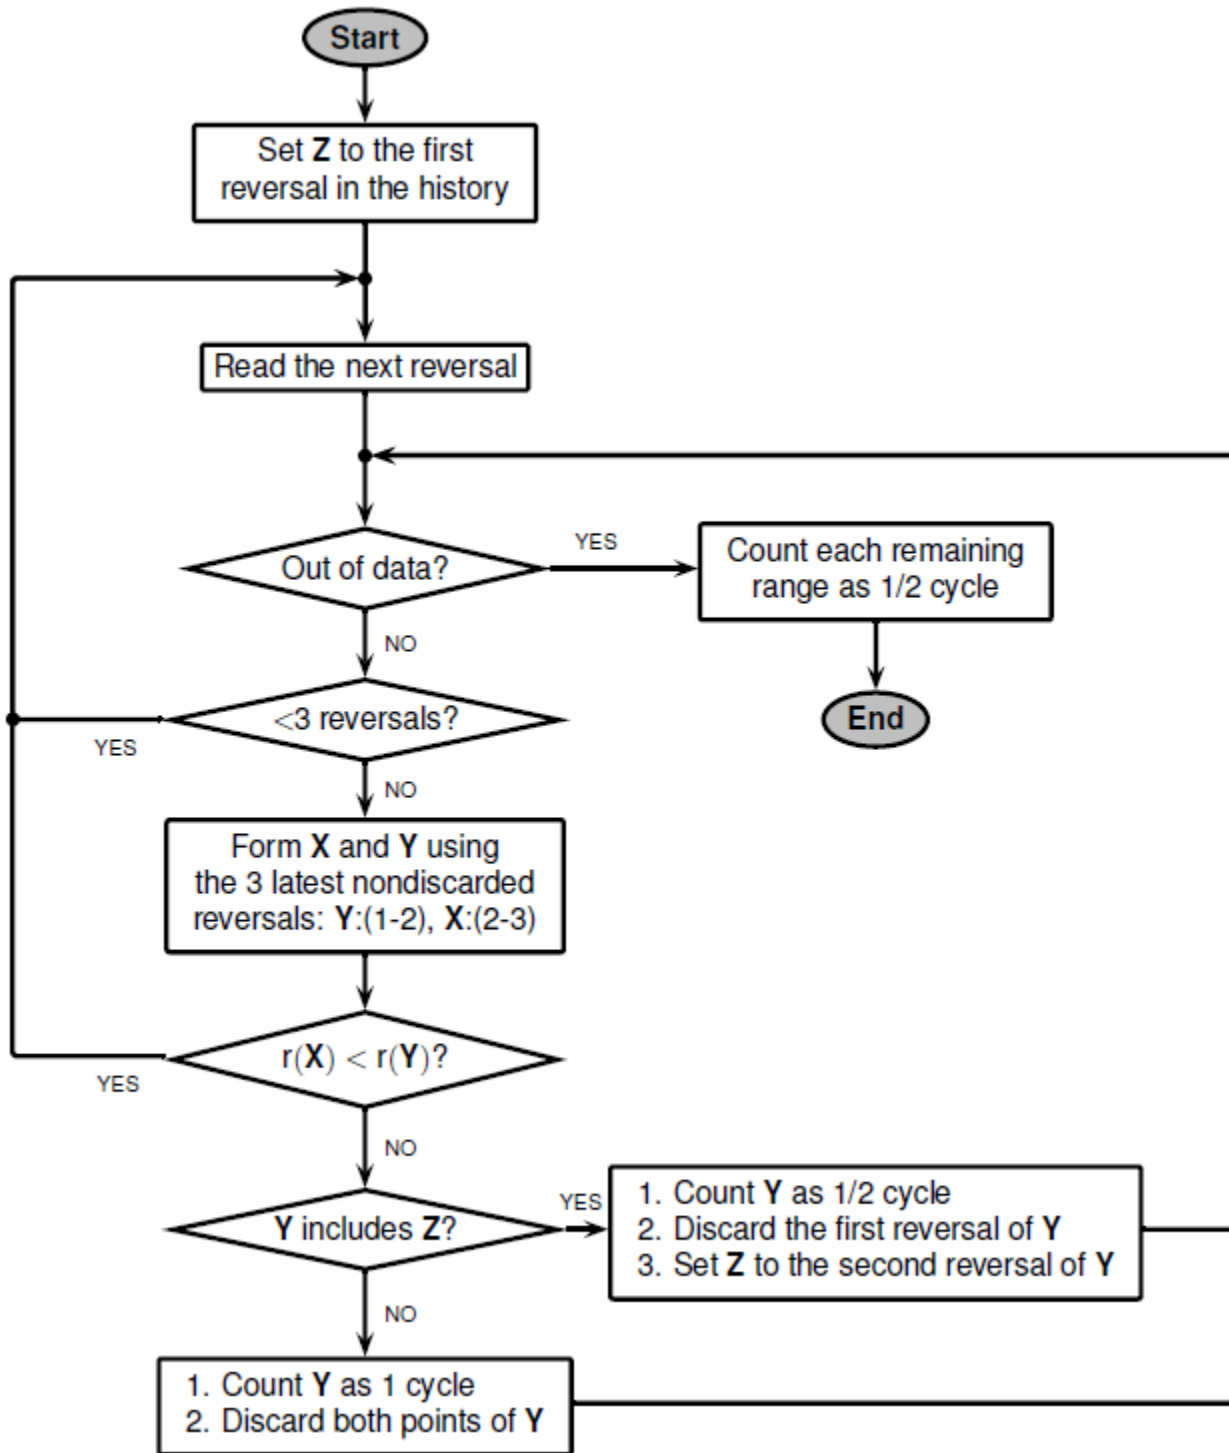 Start
Set Z to the first
reversal in the history
Read the next reversal
Out of data?
YES
Count each remaining
range as 1/2 cycle
NO
End
<3 reversals?
YES
NO
Form X and Y using
the 3 latest nondiscarded
reversals: Y:(1-2), X:(2-3)
r(X) < r(Y)?
YES
NO
Y includes Z?
YES
1. Count Y as 1/2 cycle
2. Discard the first reversal of Y
3. Set Z to the second reversal of Y
NO
1. Count Y as 1 cycle
2. Discard both points of Y